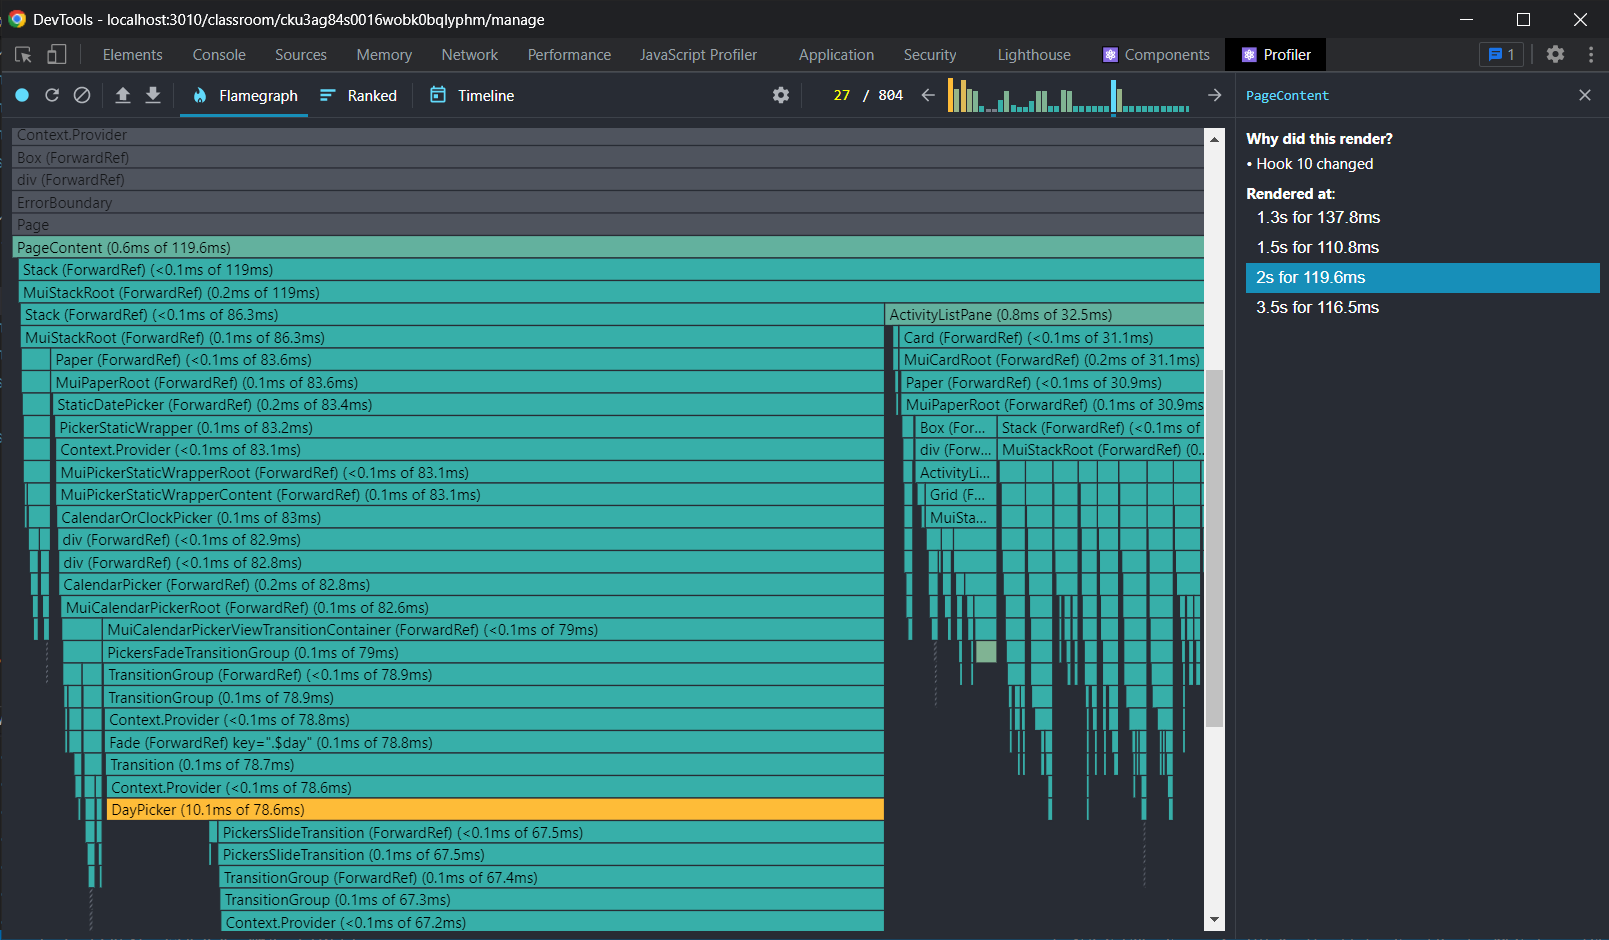 DevTools - localhost:3010/classroom/cku3ag84s0016wobk0bqlyphm/manage
Elements Console Sources Memory Network Performance JavaScript Profiler Application Security Lighthouse Components Profiler 1
Flamegraph Ranked Timeline 27 / 804 PageContent
Context.Provider
Box (ForwardRef)
div (ForwardRef)
ErrorBoundary
Page
PageContent (0.6ms of 119.6ms)
Stack (ForwardRef) (<0.1ms of 119ms)
MuiStackRoot (ForwardRef) (0.2ms of 119ms)
Stack (ForwardRef) (<0.1ms of 86.3ms) ActivityListPane (0.8ms of 32.5ms)
MuiStackRoot (ForwardRef) (0.1ms of 86.3ms) Card (ForwardRef) (<0.1ms of 31.1ms)
Paper (ForwardRef) (<0.1ms of 83.6ms) MuiCardRoot (ForwardRef) (0.2ms of 31.1ms)
MuiPaperRoot (ForwardRef) (0.1ms of 83.6ms) Paper (ForwardRef) (<0.1ms of 30.9ms)
StaticDatePicker (ForwardRef) (0.2ms of 83.4ms) MuiPaperRoot (ForwardRef) (0.1ms of 30.9ms
PickerStaticWrapper (0.1ms of 83.2ms) Box (For... Stack (ForwardRef) (<0.1ms of
Context.Provider (<0.1ms of 83.1ms) div (Forw... MuiStackRoot (ForwardRef) (0...
MuiPickerStaticWrapperRoot (ForwardRef) (<0.1ms of 83.1ms) ActivityLi...
MuiPickerStaticWrapperContent (ForwardRef) (0.1ms of 83.1ms) Grid (F...
CalendarOrClockPicker (0.1ms of 83ms) MuiSta...
div (ForwardRef) (<0.1ms of 82.9ms)
div (ForwardRef) (<0.1ms of 82.8ms)
CalendarPicker (ForwardRef) (0.2ms of 82.8ms)
MuiCalendarPickerRoot (ForwardRef) (0.1ms of 82.6ms)
MuiCalendarPickerViewTransitionContainer (ForwardRef) (<0.1ms of 79ms)
PickersFadeTransitionGroup (0.1ms of 79ms)
TransitionGroup (ForwardRef) (<0.1ms of 78.9ms)
TransitionGroup (0.1ms of 78.9ms)
Context.Provider (<0.1ms of 78.8ms)
Fade (ForwardRef) key=".$day" (0.1ms of 78.8ms)
Transition (0.1ms of 78.7ms)
Context.Provider (<0.1ms of 78.6ms)
DayPicker (10.1ms of 78.6ms)
PickersSlideTransition (ForwardRef) (<0.1ms of 67.5ms)
PickersSlideTransition (0.1ms of 67.5ms)
TransitionGroup (ForwardRef) (0.1ms of 67.4ms)
TransitionGroup (0.1ms of 67.3ms)
Context.Provider (<0.1ms of 67.2ms)
Why did this render?
• Hook 10 changed
Rendered at:
1.3s for 137.8ms
1.5s for 110.8ms
2s for 119.6ms
3.5s for 116.5ms